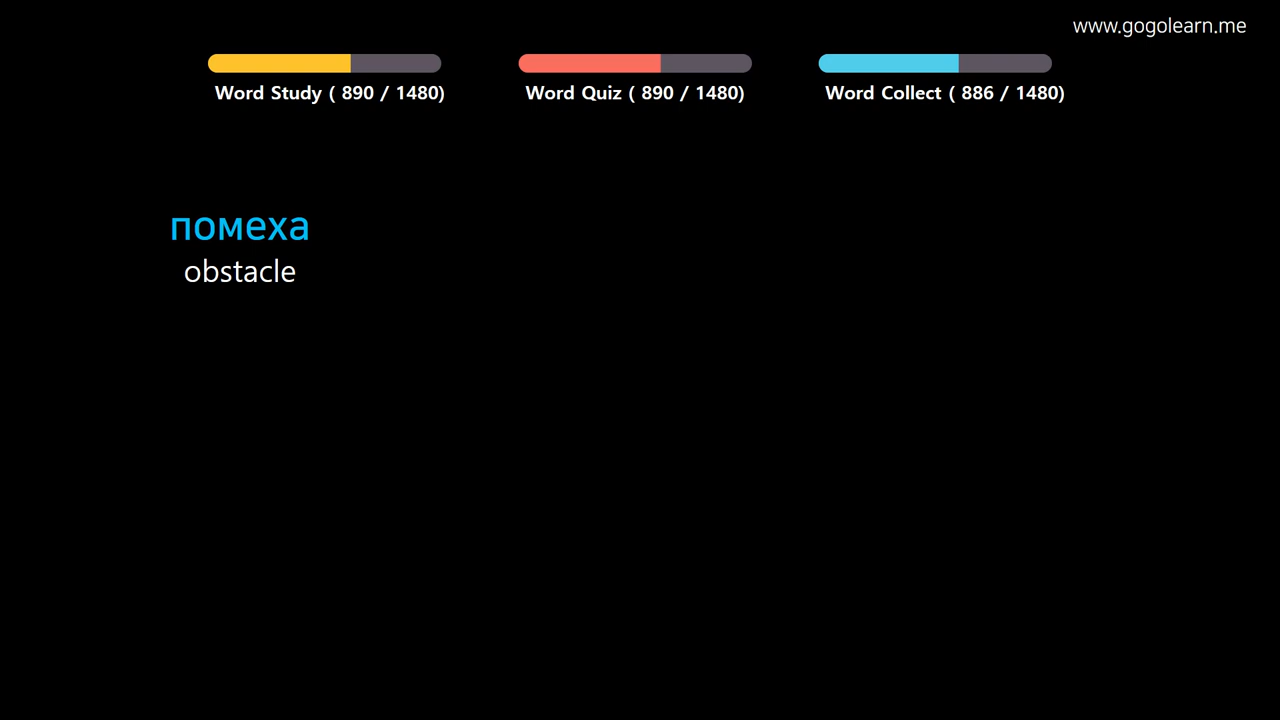 www.gogolearn.me
Word Study ( 890 / 1480)
Word Quiz ( 890 / 1480)
Word Collect ( 886 / 1480)
помеха
obstacle